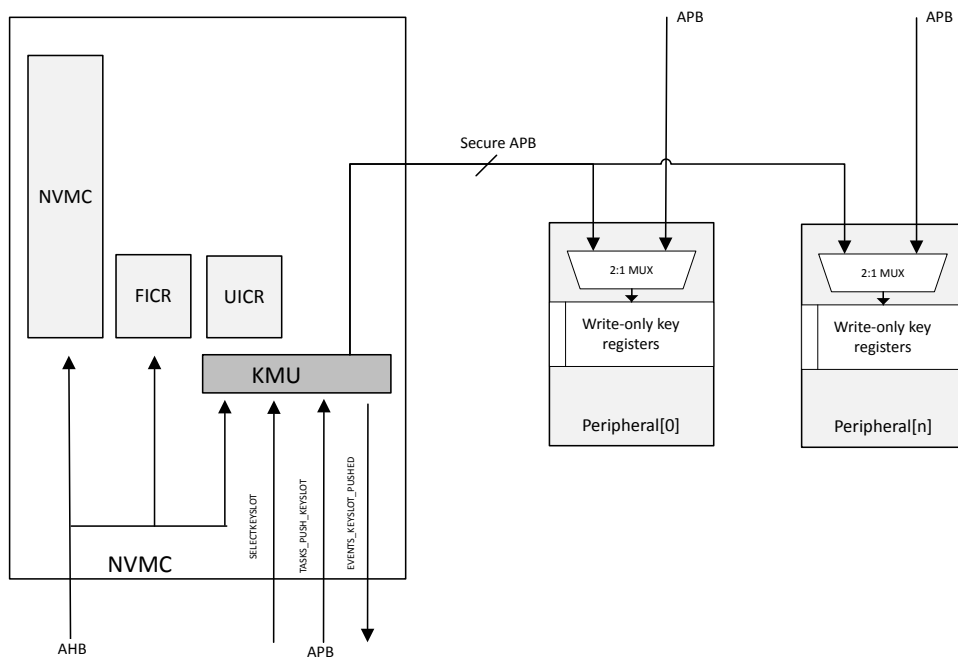 APB
APB
Secure APB
NVMC
FICR
UICR
KMU
2:1 MUX
Write-only key
registers
Peripheral[0]
2:1 MUX
Write-only key
registers
Peripheral[n]
SELECTKEYSLOT
TASKS_PUSH_KEYSLOT
EVENTS_KEYSLOT_PUSHED
NVMC
AHB
APB